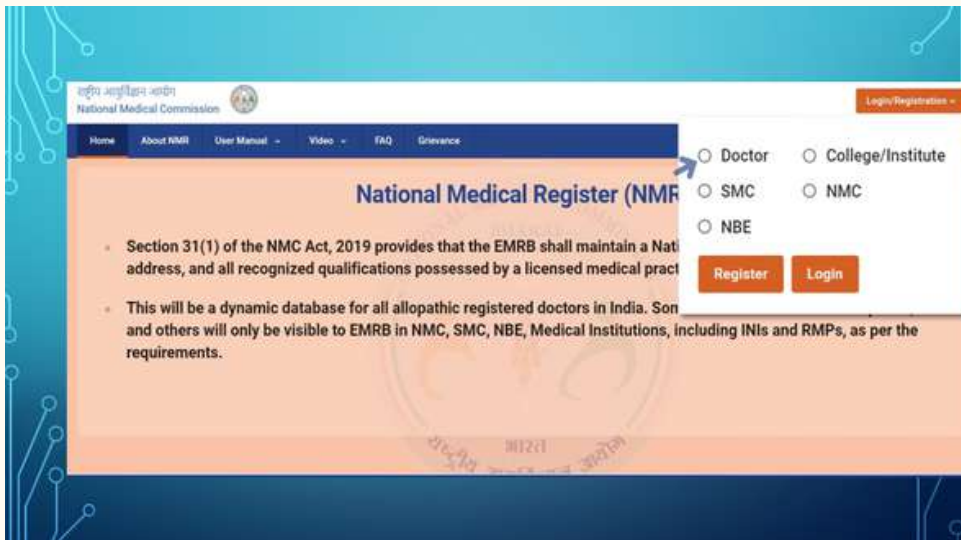 राष्ट्रीय आयुर्विज्ञान आयोग
National Medical Commission
Login/Registration
Home About NMR User Manual Video FAQ Grievance
Doctor College/Institute
SMC NMC
NBE
Register Login
National Medical Register (NMR
Section 31(1) of the NMC Act, 2019 provides that the EMRB shall maintain a Nati
address, and all recognized qualifications possessed by a licensed medical pract
This will be a dynamic database for all allopathic registered doctors in India. Som
and others will only be visible to EMRB in NMC, SMC, NBE, Medical Institutions, including INIs and RMPs, as per the
requirements.
भारत
राष्ट्रीय